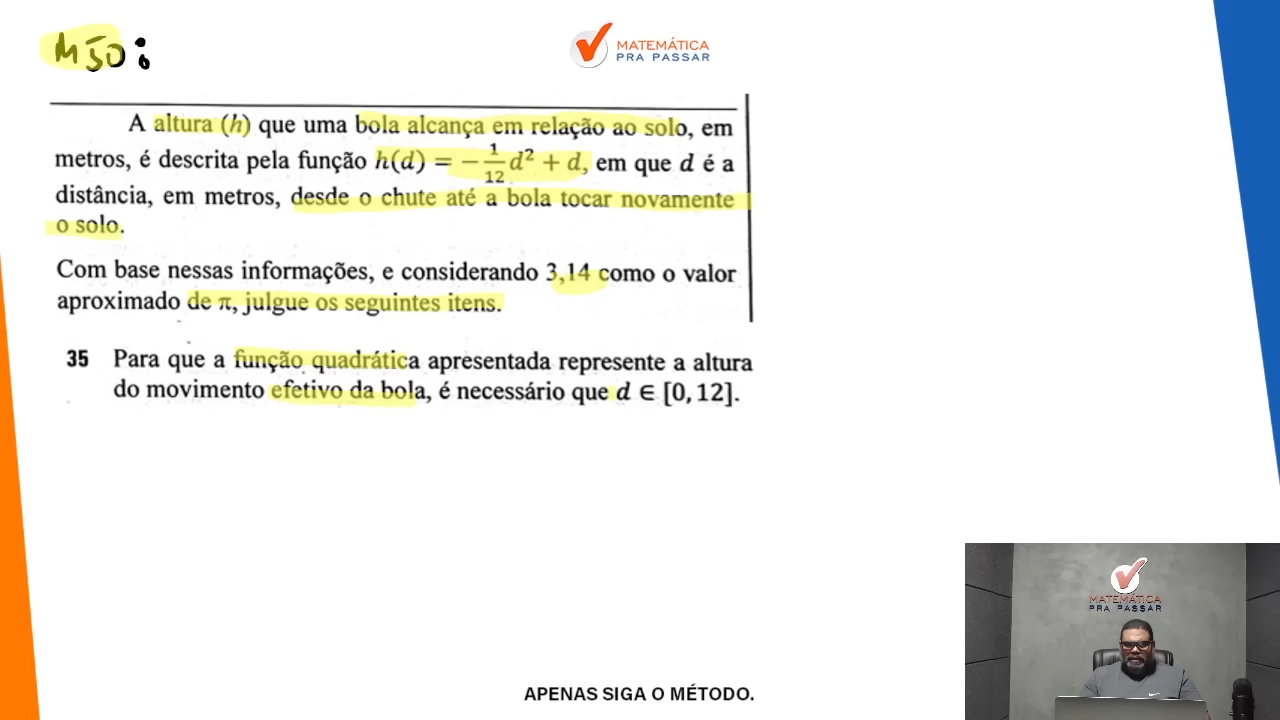 M50:
MATEMÁTICA
PRA PASSAR
A altura (h) que uma bola alcança em relação ao solo, em
metros, é descrita pela função h(d) = −1/12 d² + d, em que d é a
distância, em metros, desde o chute até a bola tocar novamente
o solo.
Com base nessas informações, e considerando 3,14 como o valor
aproximado de π, julgue os seguintes itens.
35 Para que a função quadrática apresentada represente a altura
do movimento efetivo da bola, é necessário que d ∈ [0, 12].
MATEMÁTICA
PRA PASSAR
APENAS SIGA O MÉTODO.